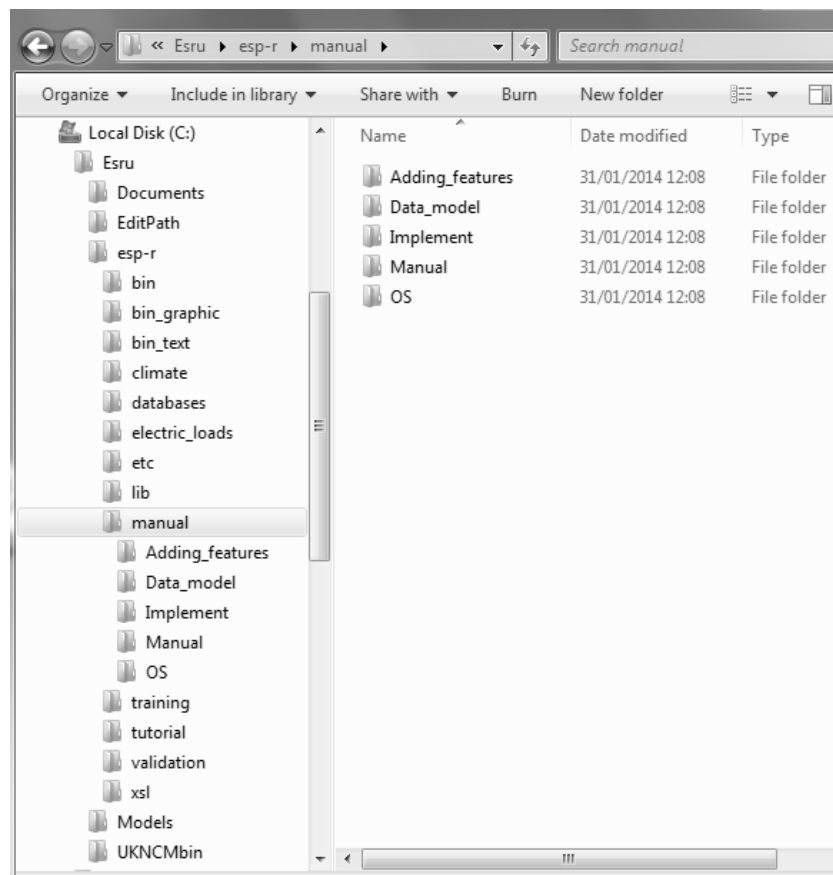 « Esru ▸ esp-r ▸ manual ▸ Search manual
Organize ▼ Include in library ▼ Share with ▼ Burn New folder
Local Disk (C:)
Esru
Documents
EditPath
esp-r
bin
bin_graphic
bin_text
climate
databases
electric_loads
etc
lib
manual
Adding_features
Data_model
Implement
Manual
OS
training
tutorial
validation
xsl
Models
UKNCMbin
Name Date modified Type
Adding_features 31/01/2014 12:08 File folder
Data_model 31/01/2014 12:08 File folder
Implement 31/01/2014 12:08 File folder
Manual 31/01/2014 12:08 File folder
OS 31/01/2014 12:08 File folder